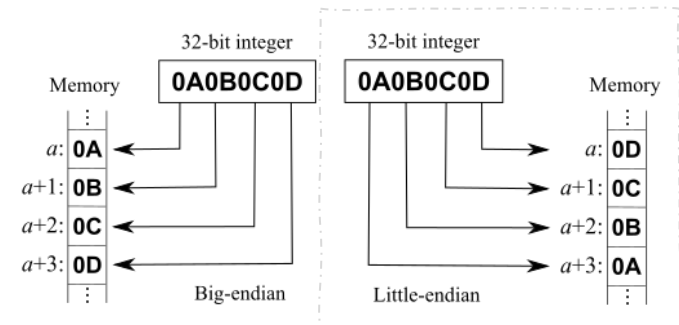 32-bit integer
0A0B0C0D
Memory
⋮
a: 0A
a+1: 0B
a+2: 0C
a+3: 0D
⋮
Big-endian
32-bit integer
0A0B0C0D
Memory
⋮
a: 0D
a+1: 0C
a+2: 0B
a+3: 0A
⋮
Little-endian